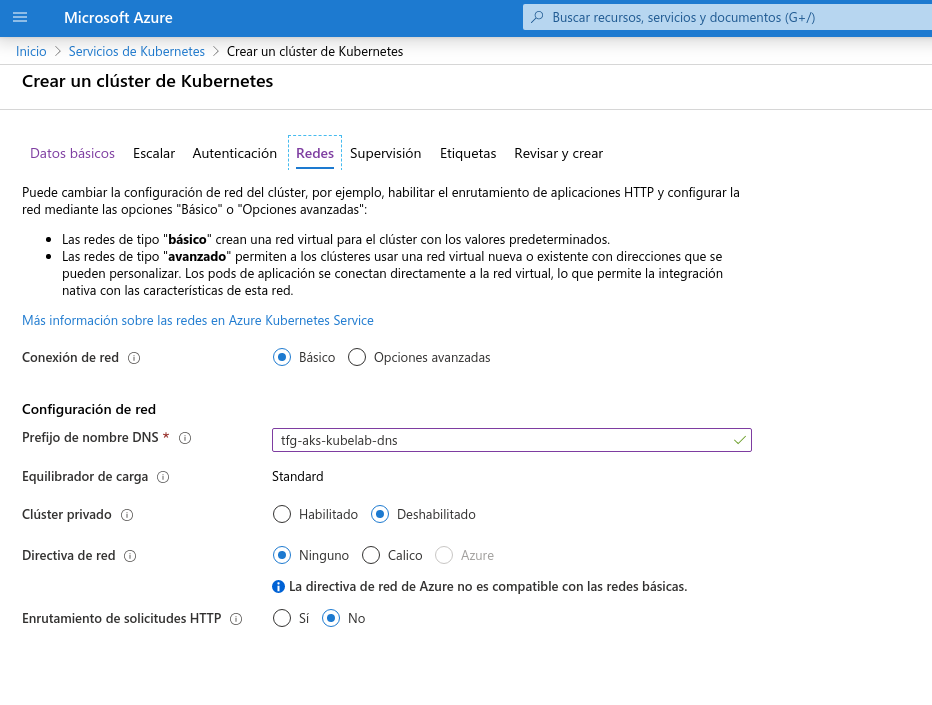 Microsoft Azure
Buscar recursos, servicios y documentos (G+/)
Inicio > Servicios de Kubernetes > Crear un clúster de Kubernetes
Crear un clúster de Kubernetes
Datos básicos Escalar Autenticación Redes Supervisión Etiquetas Revisar y crear
Puede cambiar la configuración de red del clúster, por ejemplo, habilitar el enrutamiento de aplicaciones HTTP y configurar la
red mediante las opciones "Básico" o "Opciones avanzadas":
• Las redes de tipo "básico" crean una red virtual para el clúster con los valores predeterminados.
• Las redes de tipo "avanzado" permiten a los clústeres usar una red virtual nueva o existente con direcciones que se
pueden personalizar. Los pods de aplicación se conectan directamente a la red virtual, lo que permite la integración
nativa con las características de esta red.
Más información sobre las redes en Azure Kubernetes Service
Conexión de red Básico Opciones avanzadas
Configuración de red
Prefijo de nombre DNS * tfg-aks-kubelab-dns
Equilibrador de carga Standard
Clúster privado Habilitado Deshabilitado
Directiva de red Ninguno Calico Azure
La directiva de red de Azure no es compatible con las redes básicas.
Enrutamiento de solicitudes HTTP Sí No